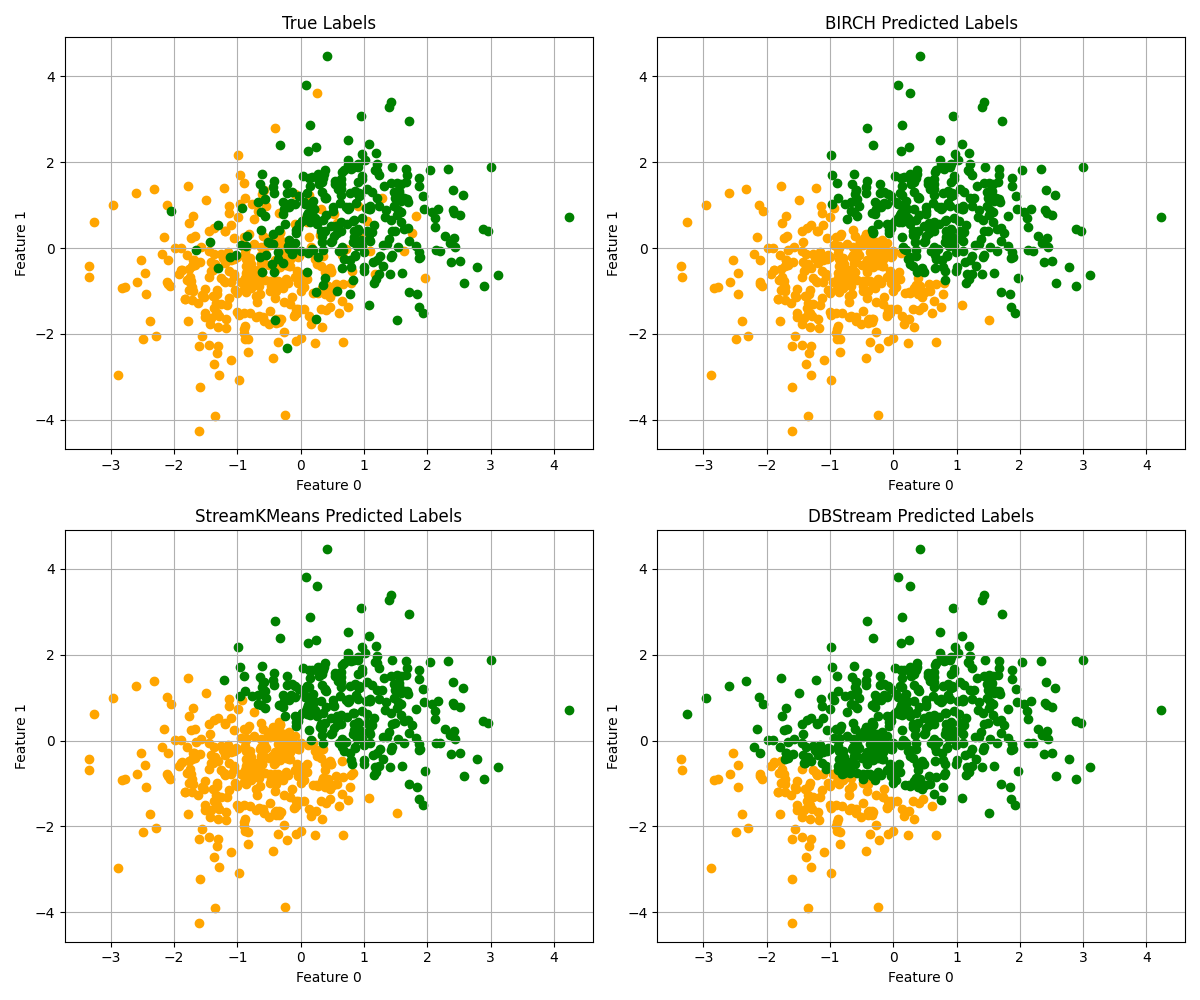 True Labels
4
2
0
−2
−4
Feature 1
−3 −2 −1 0 1 2 3 4
Feature 0
BIRCH Predicted Labels
4
2
0
−2
−4
Feature 1
−3 −2 −1 0 1 2 3 4
Feature 0
StreamKMeans Predicted Labels
4
2
0
−2
−4
Feature 1
−3 −2 −1 0 1 2 3 4
Feature 0
DBStream Predicted Labels
4
2
0
−2
−4
Feature 1
−3 −2 −1 0 1 2 3 4
Feature 0